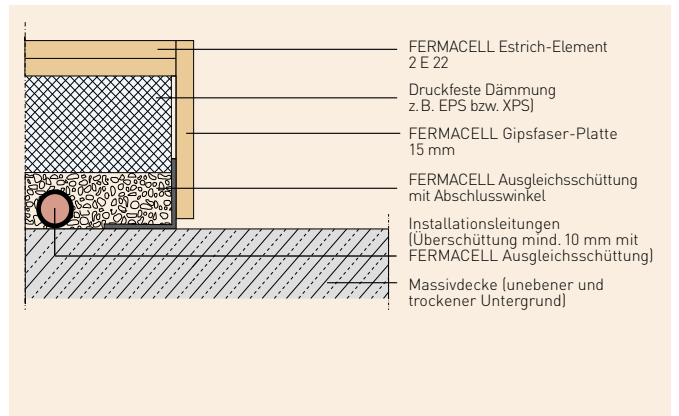 FERMACELL Estrich-Element
2 E 22
Druckfeste Dämmung
z. B. EPS bzw. XPS)
FERMACELL Gipsfaser-Platte
15 mm
FERMACELL Ausgleichsschüttung
mit Abschlusswinkel
Installationsleitungen
(Überschüttung mind. 10 mm mit
FERMACELL Ausgleichsschüttung)
Massivdecke (unebener und
trockener Untergrund)